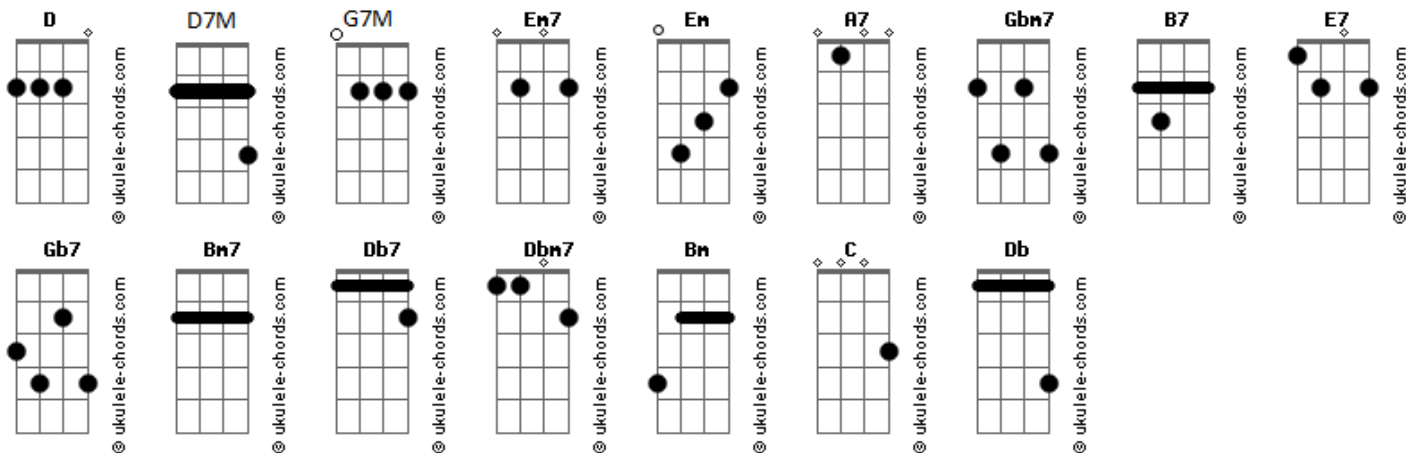 D D7M G7M Em7 Em A7 Gbm7 B7 E7
© ukulele-chords.com © ukulele-chords.com © ukulele-chords.com © ukulele-chords.com © ukulele-chords.com © ukulele-chords.com © ukulele-chords.com © ukulele-chords.com © ukulele-chords.com
Gb7 Bm7 Db7 Dbm7 Bm C Db
© ukulele-chords.com © ukulele-chords.com © ukulele-chords.com © ukulele-chords.com © ukulele-chords.com © ukulele-chords.com © ukulele-chords.com